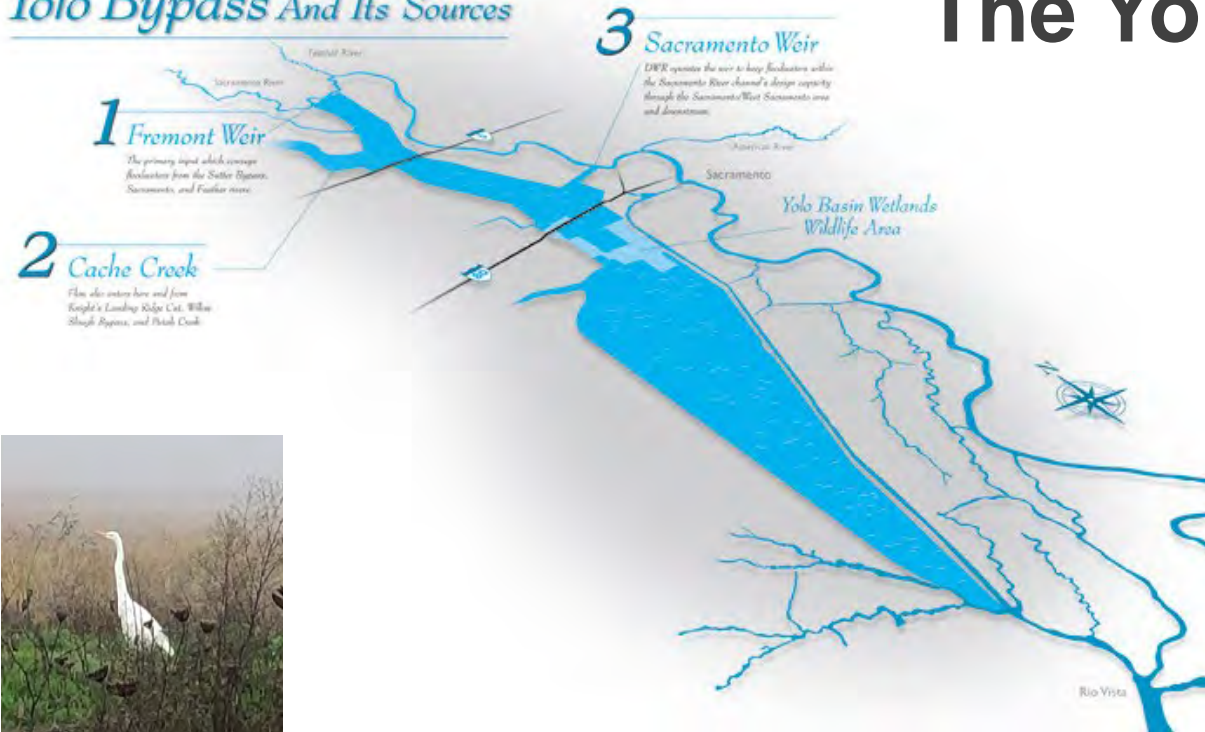 Yolo Bypass And Its Sources
The Yo
3 Sacramento Weir
DWR operates the weir to keep floodwaters within
the Sacramento River channel's design capacity
through the Sacramento/West Sacramento area
and downstream.
Feather River
Sacramento River
1 Fremont Weir
The primary input which conveys
floodwaters from the Sutter Bypass,
Sacramento, and Feather rivers.
American River
Sacramento
Yolo Basin Wetlands
Wildlife Area
2 Cache Creek
Flow also enters here and from
Knight's Landing Ridge Cut, Willow
Slough Bypass, and Putah Creek
N
Rio Vista